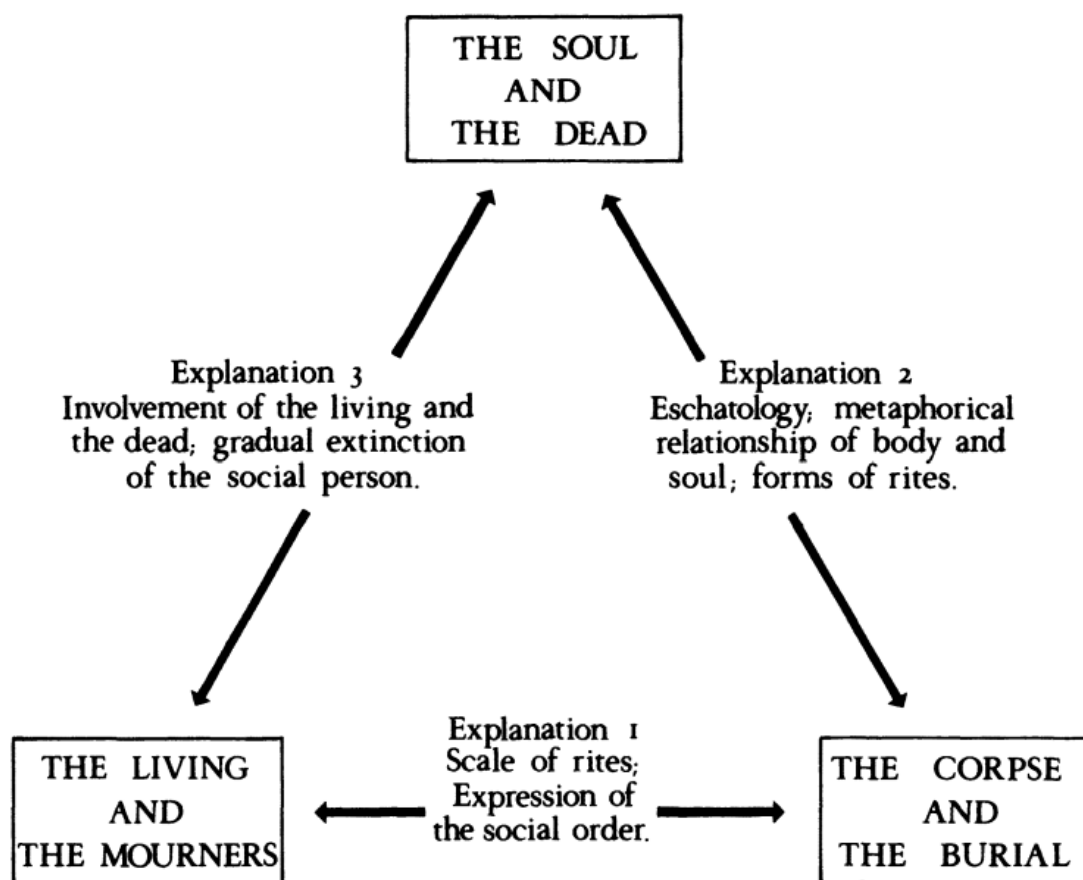 THE SOUL
AND
THE DEAD
Explanation 3
Involvement of the living and
the dead; gradual extinction
of the social person.
Explanation 2
Eschatology; metaphorical
relationship of body and
soul; forms of rites.
Explanation 1
Scale of rites;
Expression of
the social order.
THE LIVING
AND
THE MOURNERS
THE CORPSE
AND
THE BURIAL